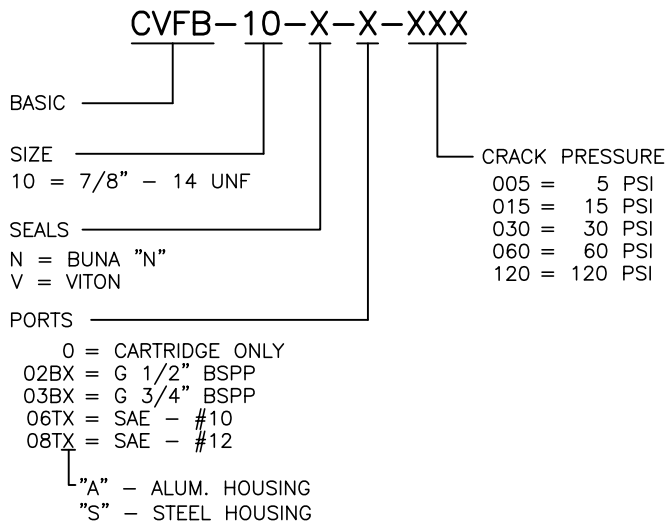 CVFB-10-X-X-XXX
BASIC
SIZE
10 = 7/8" - 14 UNF
SEALS
N = BUNA "N"
V = VITON
PORTS
0 = CARTRIDGE ONLY
02BX = G 1/2" BSPP
03BX = G 3/4" BSPP
06TX = SAE - #10
08TX = SAE - #12
"A" - ALUM. HOUSING
"S" - STEEL HOUSING
CRACK PRESSURE
005 = 5 PSI
015 = 15 PSI
030 = 30 PSI
060 = 60 PSI
120 = 120 PSI